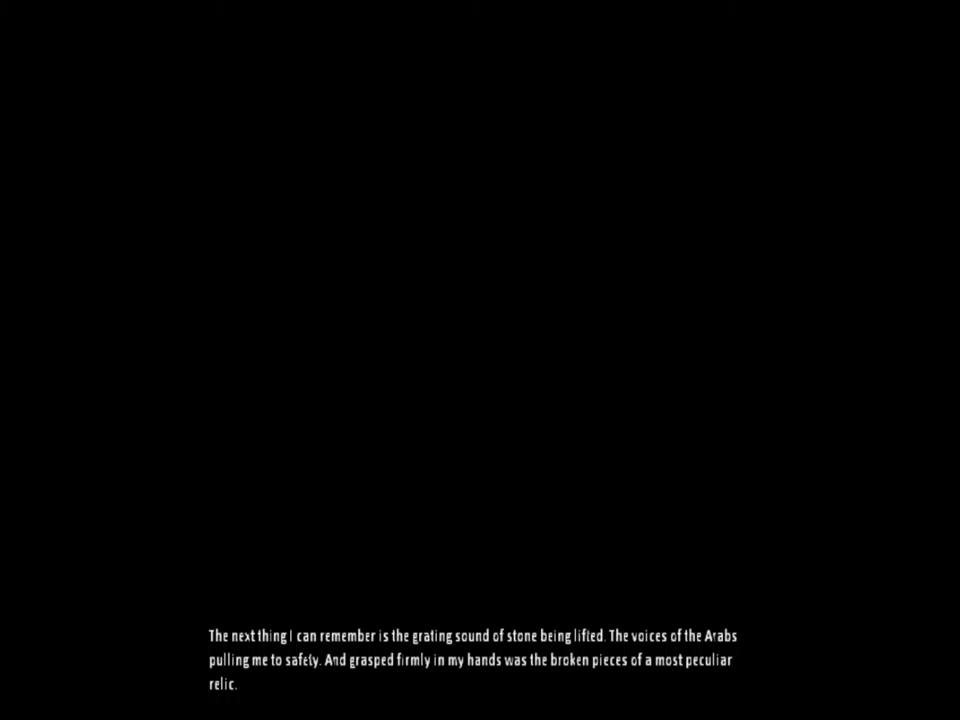 The next thing I can remember is the grating sound of stone being lifted. The voices of the Arabs
pulling me to safety. And grasped firmly in my hands was the broken pieces of a most peculiar
relic.